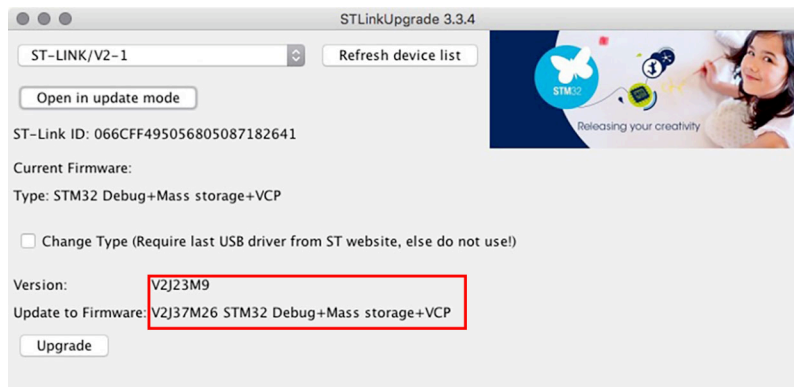 STLinkUpgrade 3.3.4
ST-LINK/V2-1
Refresh device list
Open in update mode
STM32
Releasing your creativity
ST-Link ID: 066CFF495056805087182641
Current Firmware:
Type: STM32 Debug+Mass storage+VCP
Change Type (Require last USB driver from ST website, else do not use!)
Version: V2J23M9
Update to Firmware: V2J37M26 STM32 Debug+Mass storage+VCP
Upgrade